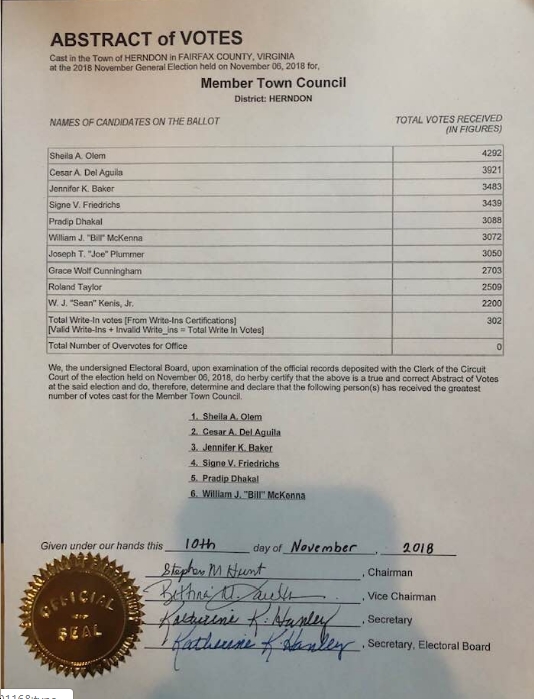 ABSTRACT of VOTES
Cast in the Town of HERNDON in FAIRFAX COUNTY, VIRGINIA
at the 2018 November General Election held on November 06, 2018 for,
Member Town Council
District: HERNDON
NAMES OF CANDIDATES ON THE BALLOT
TOTAL VOTES RECEIVED
(IN FIGURES)
Sheila A. Olem 4292
Cesar A. Del Aguila 3921
Jennifer K. Baker 3483
Signe V. Friedrichs 3439
Pradip Dhakal 3088
William J. "Bill" McKenna 3072
Joseph T. "Joe" Plummer 3050
Grace Wolf Cunningham 2703
Roland Taylor 2509
W. J. "Sean" Kenis, Jr. 2200
Total Write-In votes [From Write-Ins Certifications] 302
[Valid Write-Ins + Invalid Write_ins = Total Write In Votes]
Total Number of Overvotes for Office 0
We, the undersigned Electoral Board, upon examination of the official records deposited with the Clerk of the Circuit
Court of the election held on November 06, 2018, do herby certify that the above is a true and correct Abstract of Votes
at the said election and do, therefore, determine and declare that the following person(s) has received the greatest
number of votes cast for the Member Town Council.
1. Sheila A. Olem
2. Cesar A. Del Aguila
3. Jennifer K. Baker
4. Signe V. Friedrichs
5. Pradip Dhakal
6. William J. "Bill" McKenna
Given under our hands this 10th day of November , 2018
Stephen M Hunt , Chairman
, Vice Chairman
Katherine K. Hanley , Secretary
Katherine K Hanley , Secretary, Electoral Board
OFFICIAL
SEAL